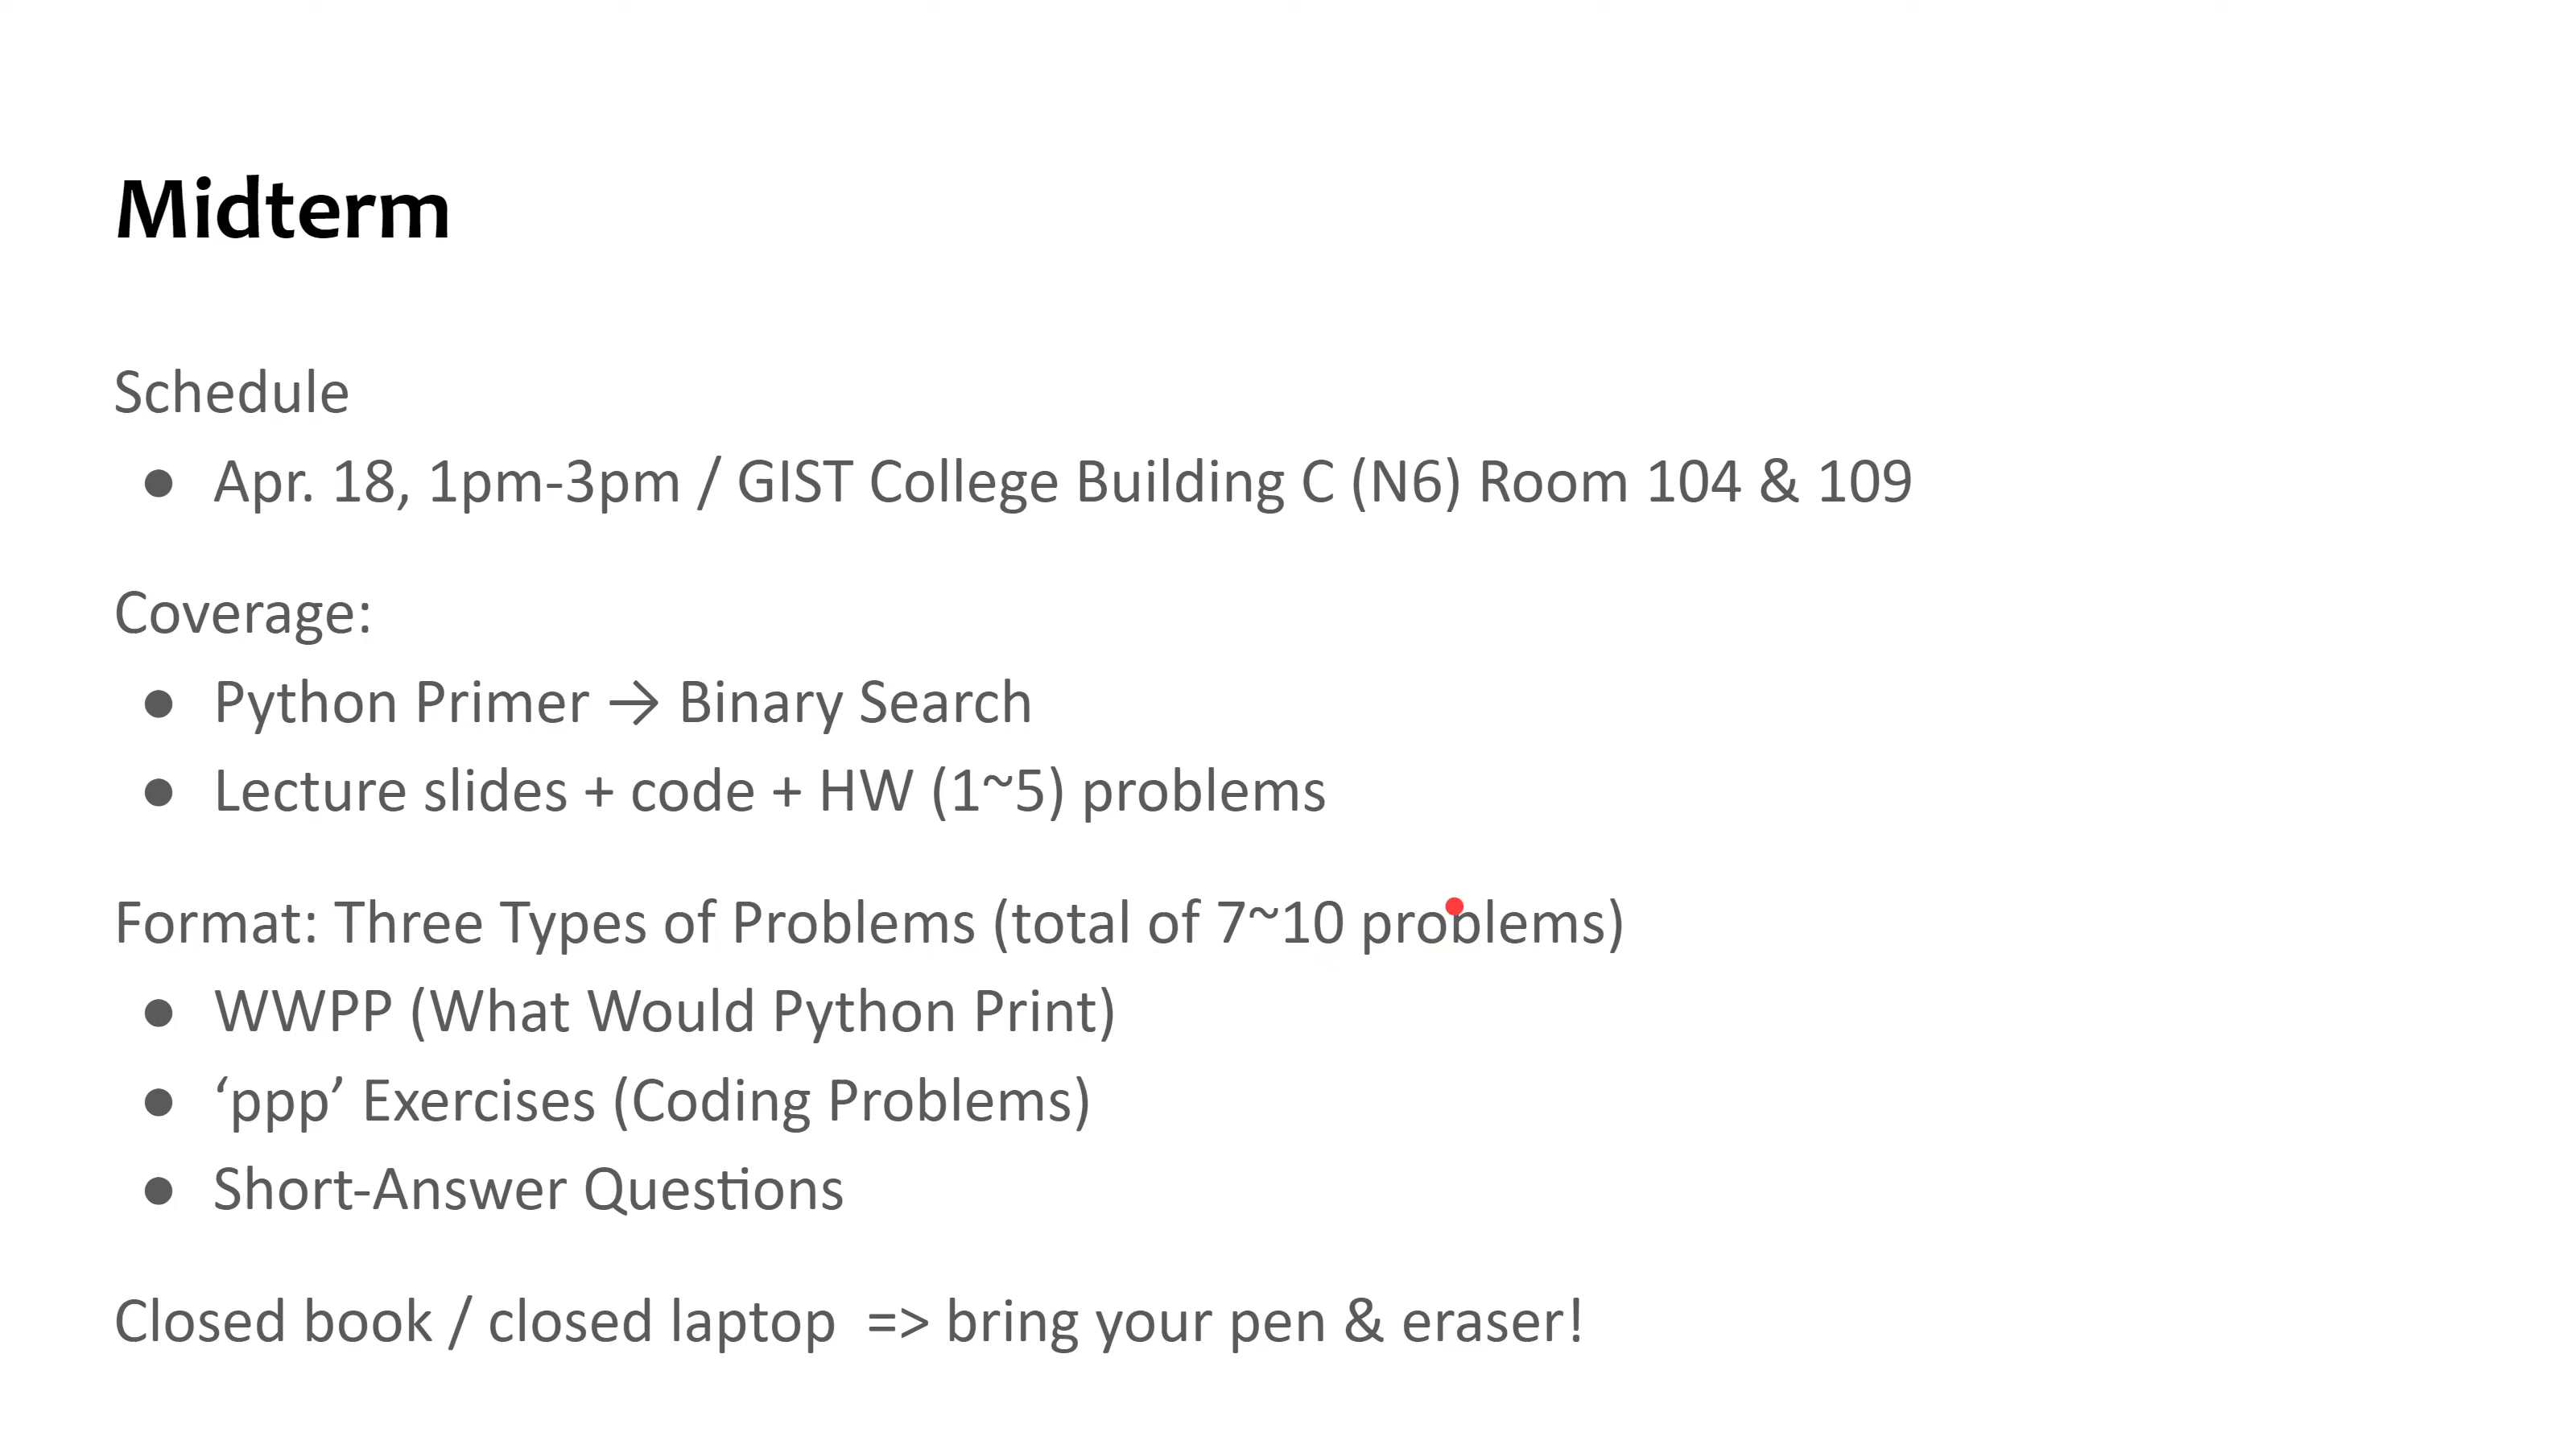 Midterm
Schedule
● Apr. 18, 1pm-3pm / GIST College Building C (N6) Room 104 & 109
Coverage:
● Python Primer → Binary Search
● Lecture slides + code + HW (1~5) problems
Format: Three Types of Problems (total of 7~10 problems)
● WWPP (What Would Python Print)
● ‘ppp’ Exercises (Coding Problems)
● Short-Answer Questions
Closed book / closed laptop => bring your pen & eraser!